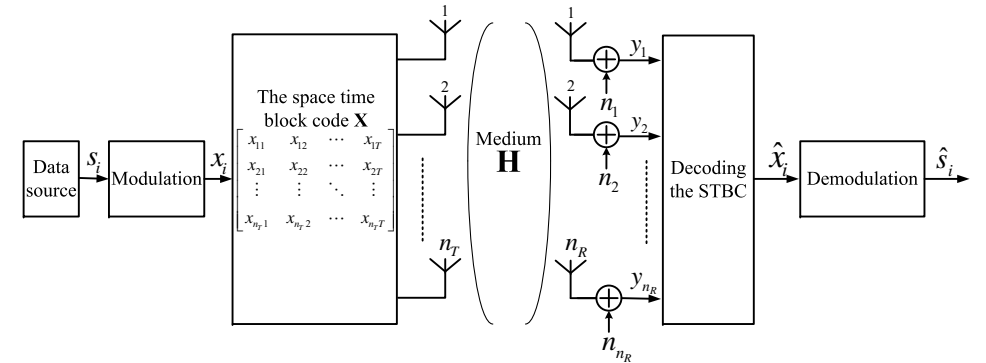 Data
source
s_i
Modulation
x_i
The space time
block code X
x_11 x_12 ⋯ x_1T
x_21 x_22 ⋯ x_2T
⋮ ⋮ ⋱ ⋮
x_{n_T 1} x_{n_T 2} ⋯ x_{n_T T}
1
2
n_T
Medium
H
1
2
n_R
y_1
n_1
y_2
n_2
y_{n_R}
n_{n_R}
Decoding
the STBC
x̂_i
Demodulation
ŝ_i